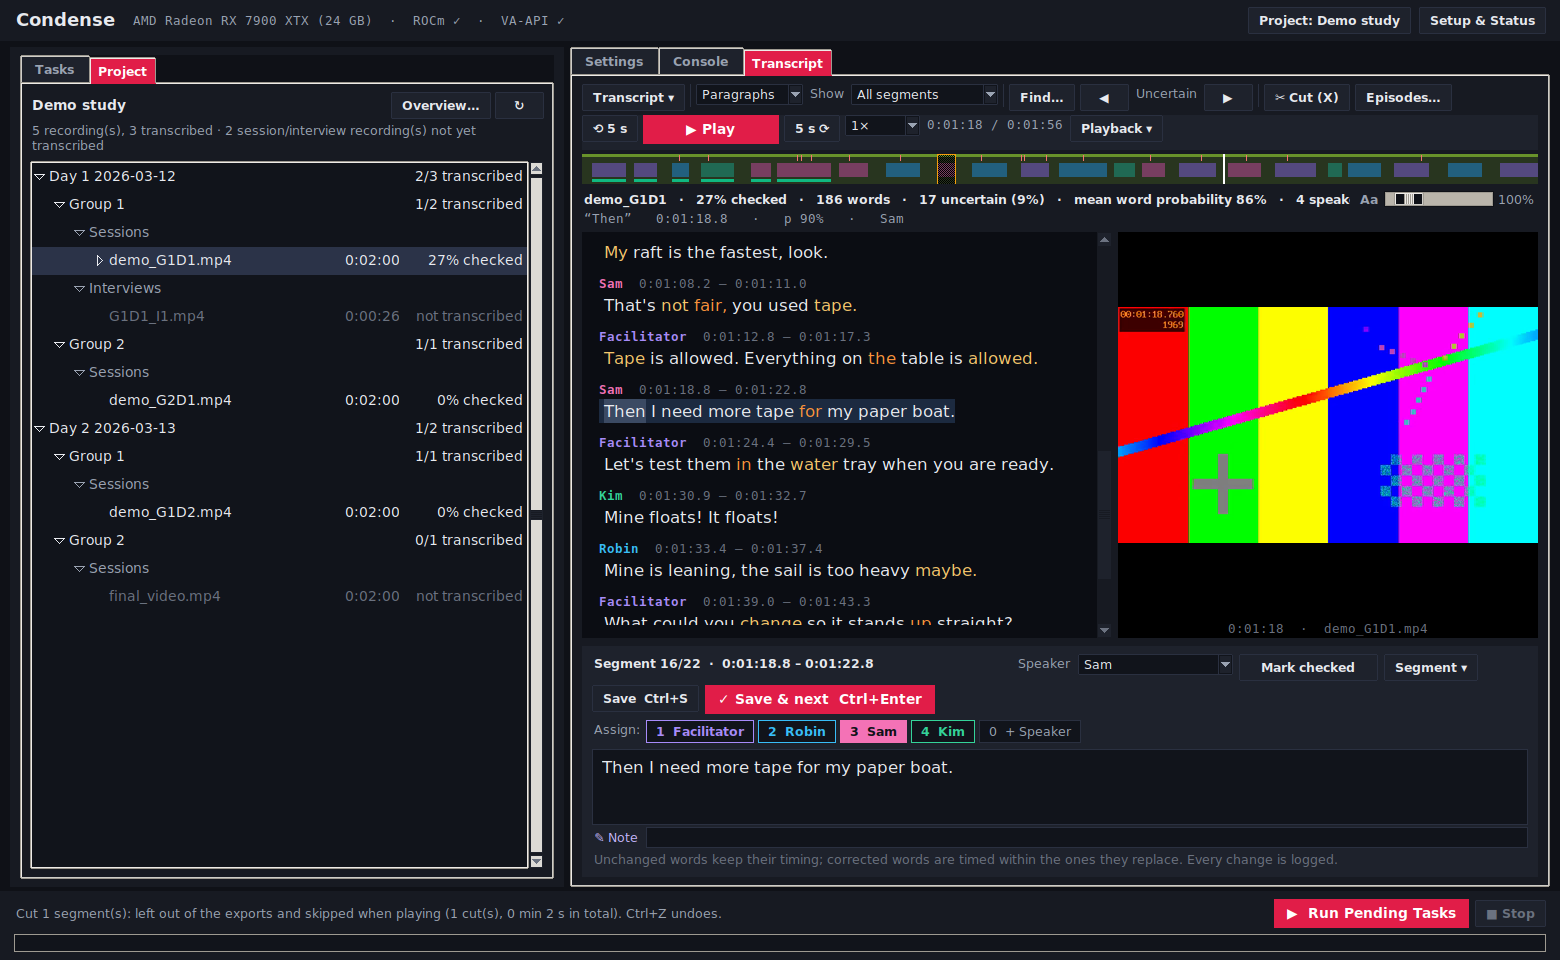 Condense AMD Radeon RX 7900 XTX (24 GB) · ROCm ✓ · VA-API ✓
Project: Demo study Setup & Status
Tasks Project
Demo study Overview... ↻
5 recording(s), 3 transcribed · 2 session/interview recording(s) not yet
transcribed
Day 1 2026-03-12 2/3 transcribed
Group 1 1/2 transcribed
Sessions
demo_G1D1.mp4 0:02:00 27% checked
Interviews
G1D1_I1.mp4 0:00:26 not transcribed
Group 2 1/1 transcribed
Sessions
demo_G2D1.mp4 0:02:00 0% checked
Day 2 2026-03-13 1/2 transcribed
Group 1 1/1 transcribed
Sessions
demo_G1D2.mp4 0:02:00 0% checked
Group 2 0/1 transcribed
Sessions
final_video.mp4 0:02:00 not transcribed
Settings Console Transcript
Transcript ▾ Paragraphs Show All segments Find... ◀ Uncertain ▶ ✂ Cut (X) Episodes...
⟲ 5 s ▶ Play 5 s ⟳ 1× 0:01:18 / 0:01:56 Playback ▾
demo_G1D1 · 27% checked · 186 words · 17 uncertain (9%) · mean word probability 86% · 4 speak Aa 100%
“Then” 0:01:18.8 · p 90% · Sam
My raft is the fastest, look.
Sam 0:01:08.2 – 0:01:11.0
That's not fair, you used tape.
Facilitator 0:01:12.8 – 0:01:17.3
Tape is allowed. Everything on the table is allowed.
Sam 0:01:18.8 – 0:01:22.8
Then I need more tape for my paper boat.
Facilitator 0:01:24.4 – 0:01:29.5
Let's test them in the water tray when you are ready.
Kim 0:01:30.9 – 0:01:32.7
Mine floats! It floats!
Robin 0:01:33.4 – 0:01:37.4
Mine is leaning, the sail is too heavy maybe.
Facilitator 0:01:39.0 – 0:01:43.3
What could you change so it stands up straight?
00:01:18.760
1969
0:01:18 · demo_G1D1.mp4
Segment 16/22 · 0:01:18.8 – 0:01:22.8 Speaker Sam Mark checked Segment ▾
Save Ctrl+S ✓ Save & next Ctrl+Enter
Assign: 1 Facilitator 2 Robin 3 Sam 4 Kim 0 + Speaker
Then I need more tape for my paper boat.
✎ Note
Unchanged words keep their timing; corrected words are timed within the ones they replace. Every change is logged.
Cut 1 segment(s): left out of the exports and skipped when playing (1 cut(s), 0 min 2 s in total). Ctrl+Z undoes.
▶ Run Pending Tasks ■ Stop